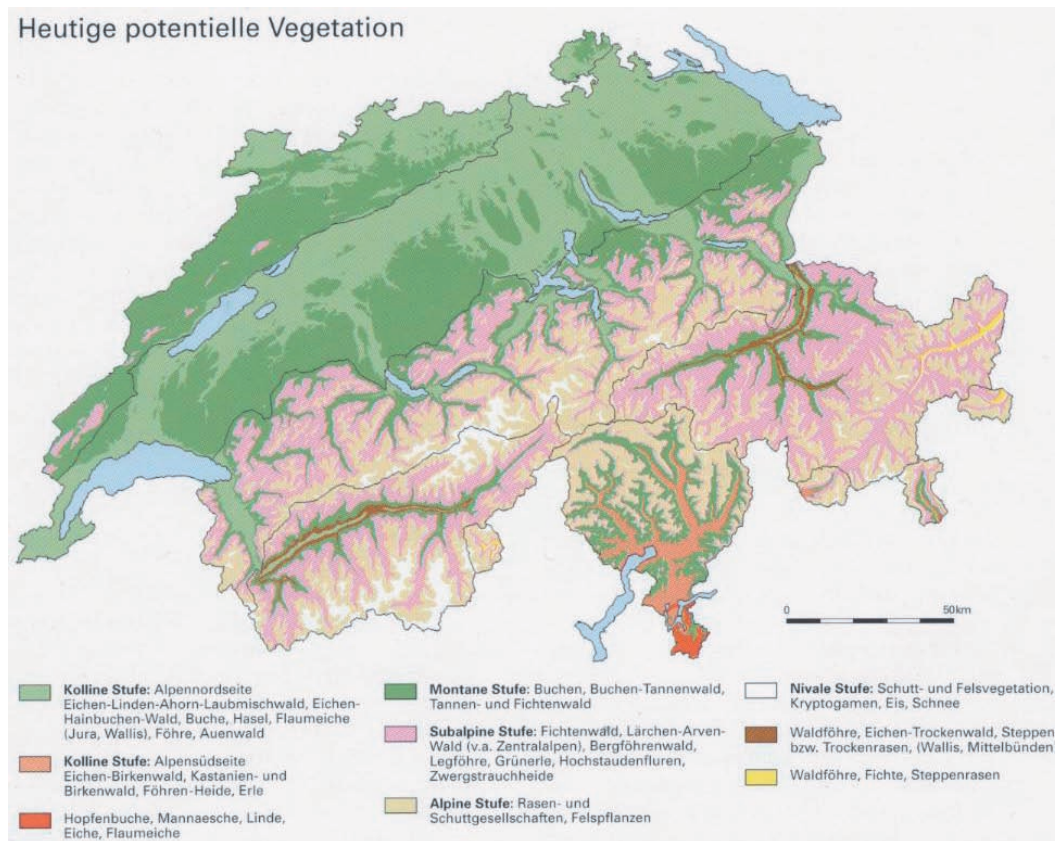 Heutige potentielle Vegetation
0 50km
Kolline Stufe: Alpennordseite
Eichen-Linden-Ahorn-Laubmischwald, Eichen-
Hainbuchen-Wald, Buche, Hasel, Flaumeiche
(Jura, Wallis), Föhre, Auenwald
Kolline Stufe: Alpensüdseite
Eichen-Birkenwald, Kastanien- und
Birkenwald, Föhren-Heide, Erle
Hopfenbuche, Mannaesche, Linde,
Eiche, Flaumeiche
Montane Stufe: Buchen, Buchen-Tannenwald,
Tannen- und Fichtenwald
Subalpine Stufe: Fichtenwald, Lärchen-Arven-
Wald (v.a. Zentralalpen), Bergföhrenwald,
Legföhre, Grünerle, Hochstaudenfluren,
Zwergstrauchheide
Alpine Stufe: Rasen- und
Schuttgesellschaften, Felspflanzen
Nivale Stufe: Schutt- und Felsvegetation,
Kryptogamen, Eis, Schnee
Waldföhre, Eichen-Trockenwald, Steppen
bzw. Trockenrasen, (Wallis, Mittelbünden
Waldföhre, Fichte, Steppenrasen